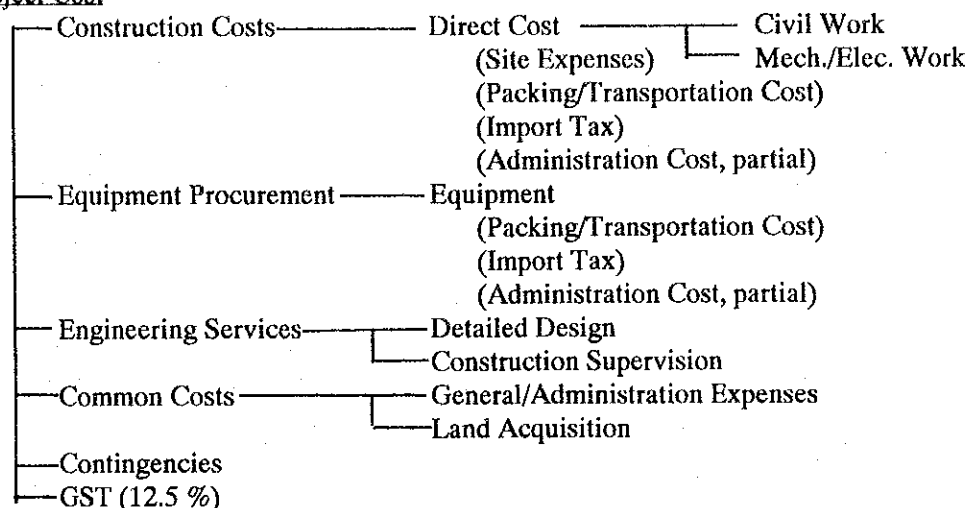 Project Cost
Construction Costs Direct Cost Civil Work
(Site Expenses) Mech./Elec. Work
(Packing/Transportation Cost)
(Import Tax)
(Administration Cost, partial)
Equipment Procurement Equipment
(Packing/Transportation Cost)
(Import Tax)
(Administration Cost, partial)
Engineering Services Detailed Design
Construction Supervision
Common Costs General/Administration Expenses
Land Acquisition
Contingencies
GST (12.5 %)